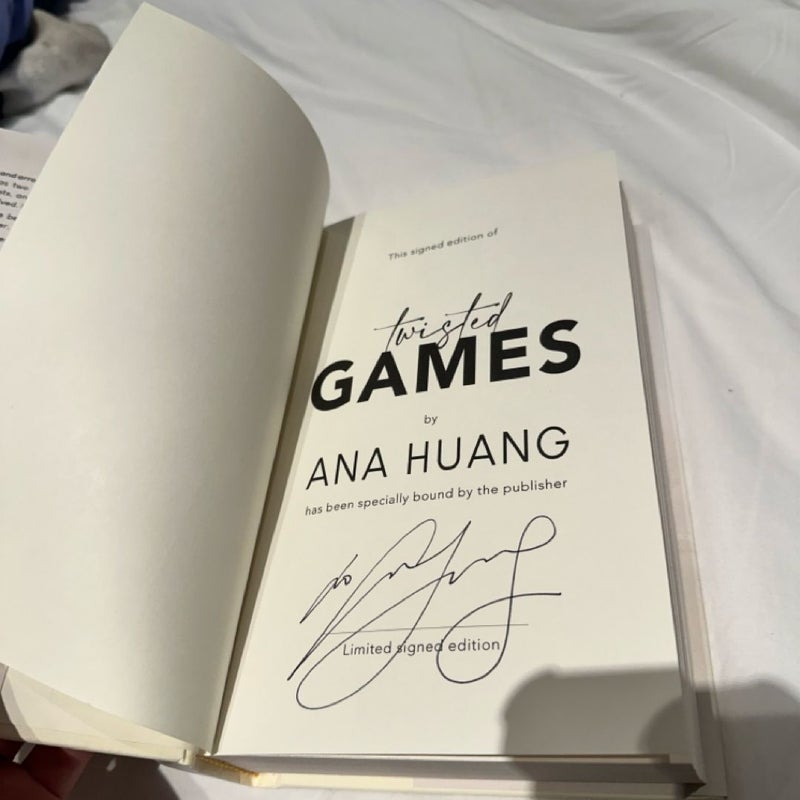 This signed edition of
twisted
GAMES
by
ANA HUANG
has been specially bound by the publisher
Limited signed edition